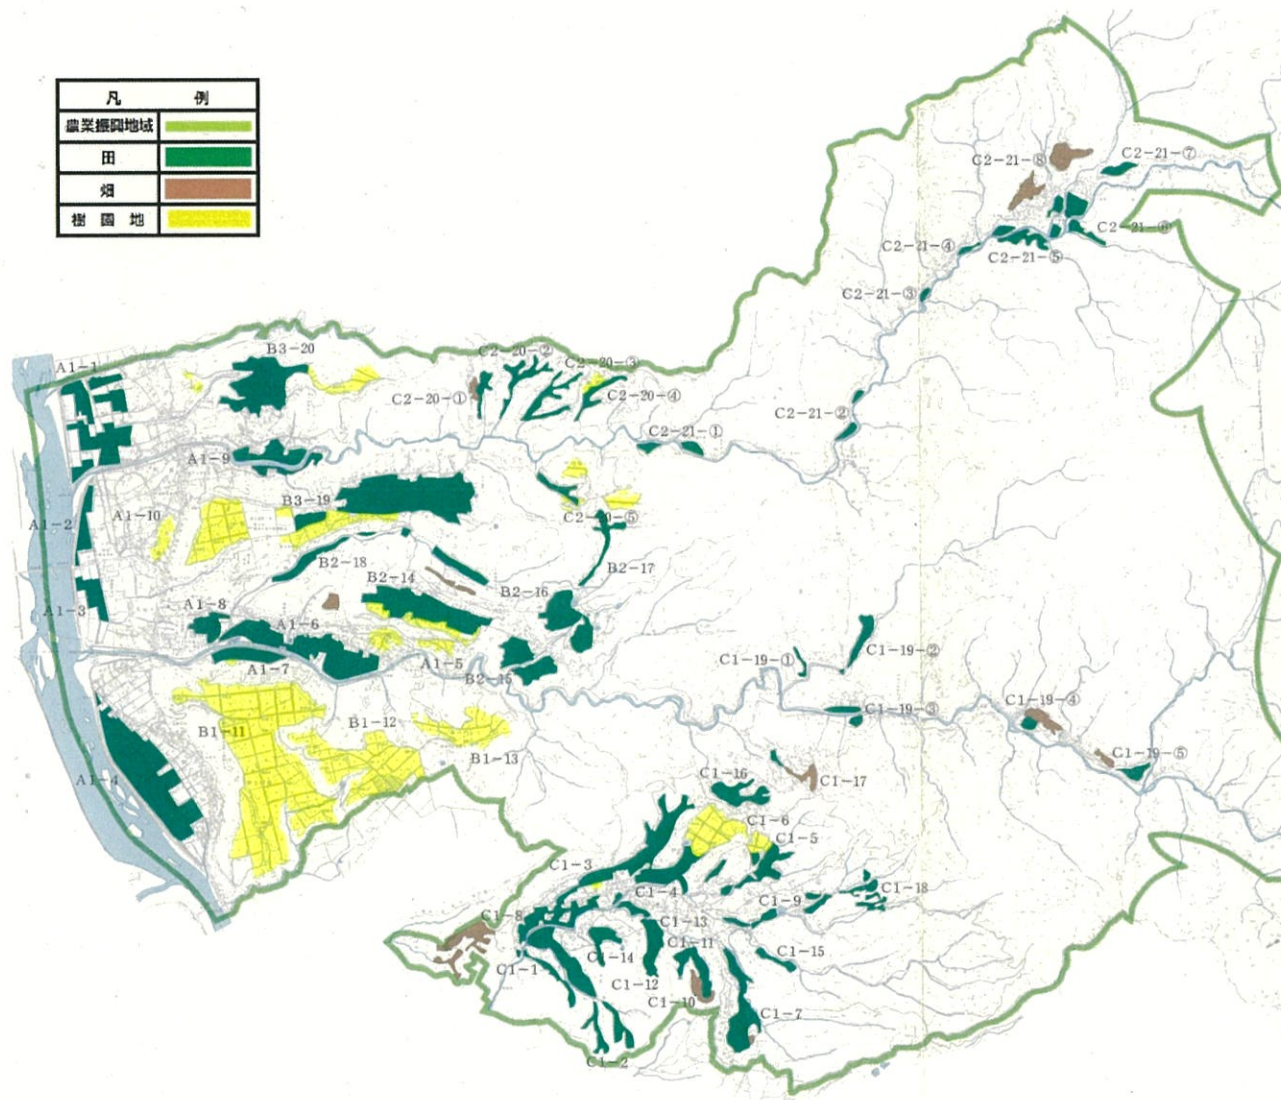 凡 例
農業振興地域
田
畑
樹 園 地
C2-21-⑧
C2-21-⑦
C2-21-⑥
C2-21-④
C2-21-⑤
C2-21-③
A1-1
B3-20
C2-20-②
C2-20-③
C2-20-①
C2-20-④
C2-21-②
C2-21-①
A1-9
B3-19
A1-2
A1-10
C2-20-⑤
B2-18
B2-14
B2-16
B2-17
A1-3
A1-8
A1-6
A1-7
A1-5
B2-15
C1-19-①
C1-19-②
C1-19-③
C1-19-④
C1-19-⑤
B1-11
B1-12
B1-13
A1-4
C1-16
C1-17
C1-6
C1-5
C1-3
C1-4
C1-18
C1-9
C1-8
C1-13
C1-11
C1-15
C1-14
C1-1
C1-12
C1-10
C1-7
C1-2